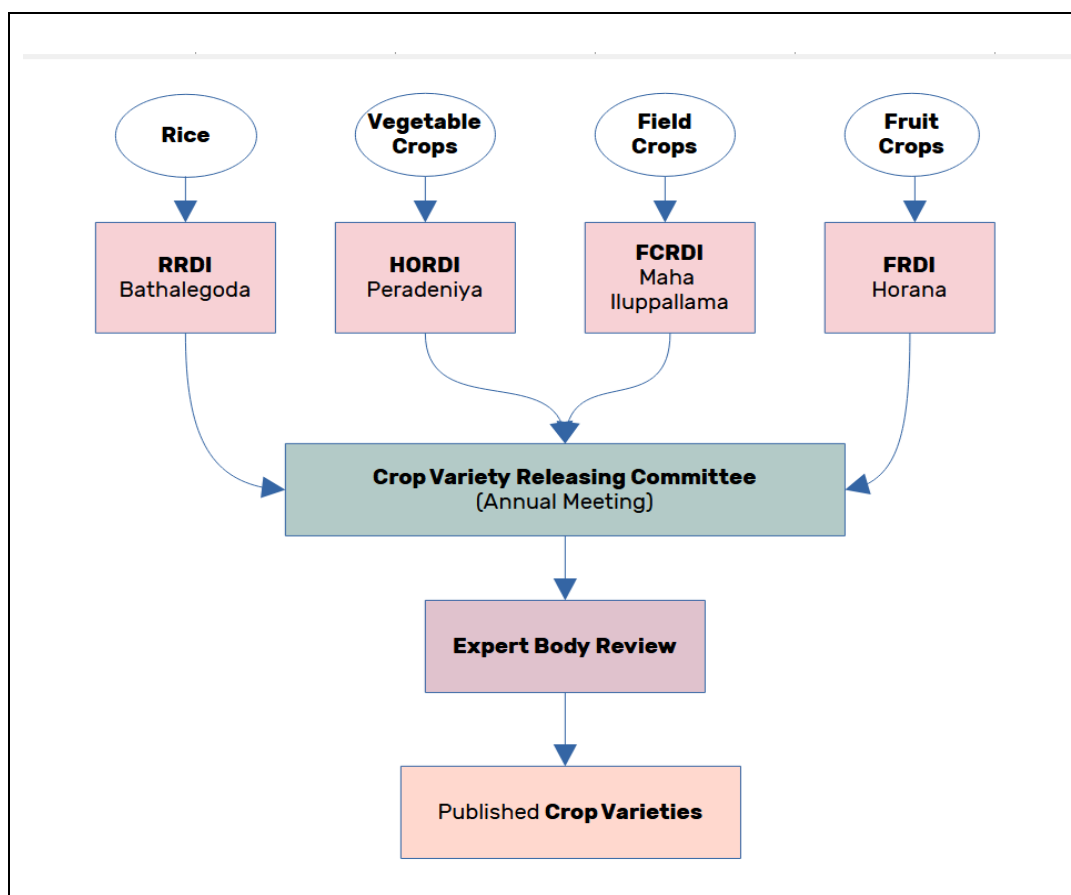 Rice
Vegetable
Crops
Field
Crops
Fruit
Crops
RRDI
Bathalegoda
HORDI
Peradeniya
FCRDI
Maha
Iluppallama
FRDI
Horana
Crop Variety Releasing Committee
(Annual Meeting)
Expert Body Review
Published Crop Varieties